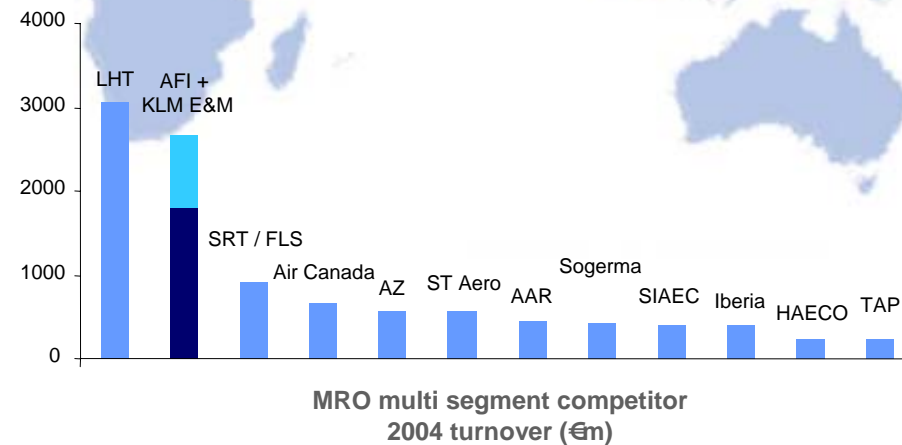 4000
3000
2000
1000
0
LHT
AFI +
KLM E&M
SRT / FLS
Air Canada
AZ
ST Aero
AAR
Sogerma
SIAEC
Iberia
HAECO
TAP
MRO multi segment competitor
2004 turnover (€m)